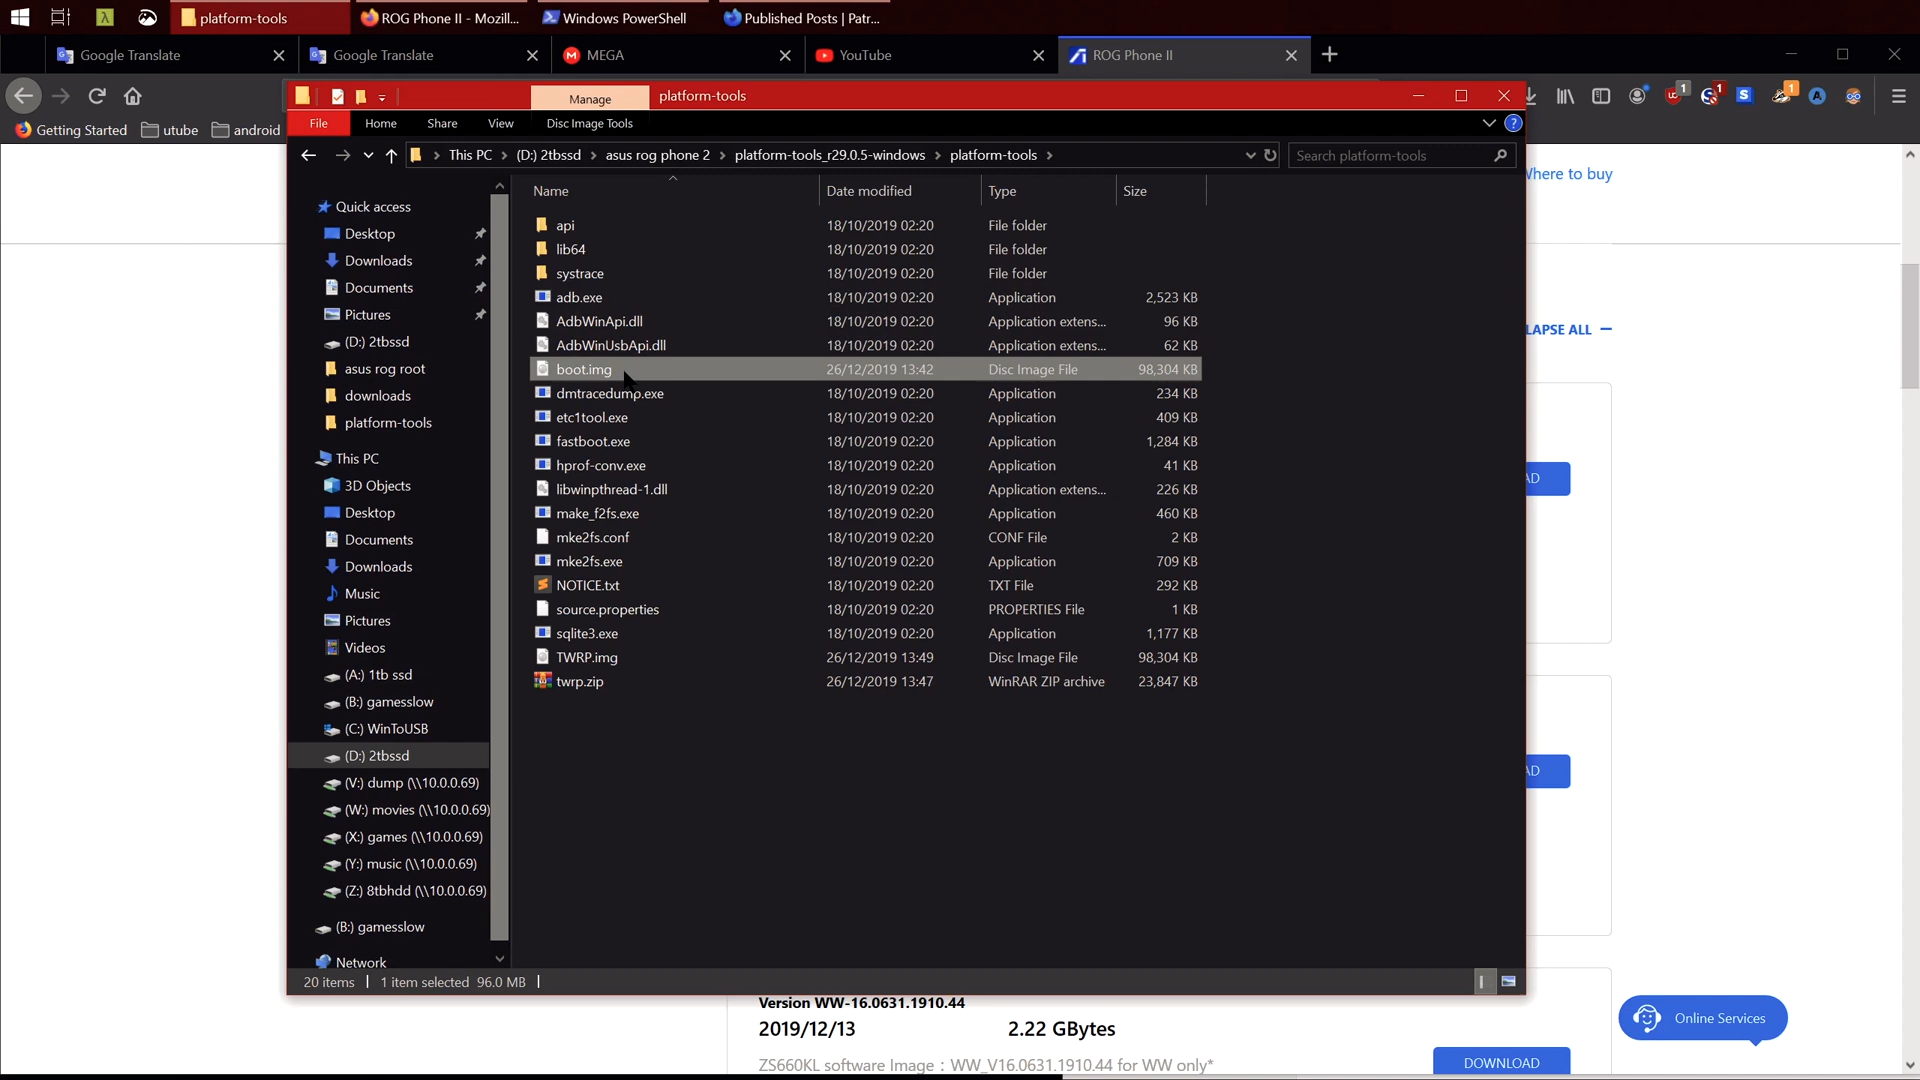 platform-tools
ROG Phone II - Mozill...
Windows PowerShell
Published Posts | Patr...
Google Translate
Google Translate
MEGA
YouTube
ROG Phone II
Manage
platform-tools
1
1
1
Getting Started
utube
android
File
Home
Share
View
Disc Image Tools
This PC
(D:) 2tbssd
asus rog phone 2
platform-tools_r29.0.5-windows
platform-tools
Search platform-tools
Where to buy
Name
Date modified
Type
Size
Quick access
Desktop
Downloads
Documents
Pictures
(D:) 2tbssd
asus rog root
downloads
platform-tools
This PC
3D Objects
Desktop
Documents
Downloads
Music
Pictures
Videos
(A:) 1tb ssd
(B:) gamesslow
(C:) WinToUSB
(D:) 2tbssd
(V:) dump (\\10.0.0.69)
(W:) movies (\\10.0.0.69)
(X:) games (\\10.0.0.69)
(Y:) music (\\10.0.0.69)
(Z:) 8tbhdd (\\10.0.0.69)
(B:) gamesslow
Network
api 18/10/2019 02:20 File folder
lib64 18/10/2019 02:20 File folder
systrace 18/10/2019 02:20 File folder
adb.exe 18/10/2019 02:20 Application 2,523 KB
AdbWinApi.dll 18/10/2019 02:20 Application extens... 96 KB
AdbWinUsbApi.dll 18/10/2019 02:20 Application extens... 62 KB
boot.img 26/12/2019 13:42 Disc Image File 98,304 KB
dmtracedump.exe 18/10/2019 02:20 Application 234 KB
etc1tool.exe 18/10/2019 02:20 Application 409 KB
fastboot.exe 18/10/2019 02:20 Application 1,284 KB
hprof-conv.exe 18/10/2019 02:20 Application 41 KB
libwinpthread-1.dll 18/10/2019 02:20 Application extens... 226 KB
make_f2fs.exe 18/10/2019 02:20 Application 460 KB
mke2fs.conf 18/10/2019 02:20 CONF File 2 KB
mke2fs.exe 18/10/2019 02:20 Application 709 KB
NOTICE.txt 18/10/2019 02:20 TXT File 292 KB
source.properties 18/10/2019 02:20 PROPERTIES File 1 KB
sqlite3.exe 18/10/2019 02:20 Application 1,177 KB
TWRP.img 26/12/2019 13:49 Disc Image File 98,304 KB
twrp.zip 26/12/2019 13:47 WinRAR ZIP archive 23,847 KB
LAPSE ALL
AD
AD
20 items
1 item selected 96.0 MB
Version WW-16.0631.1910.44
2019/12/13 2.22 GBytes
ZS660KL software Image：WW_V16.0631.1910.44 for WW only*
DOWNLOAD
Online Services